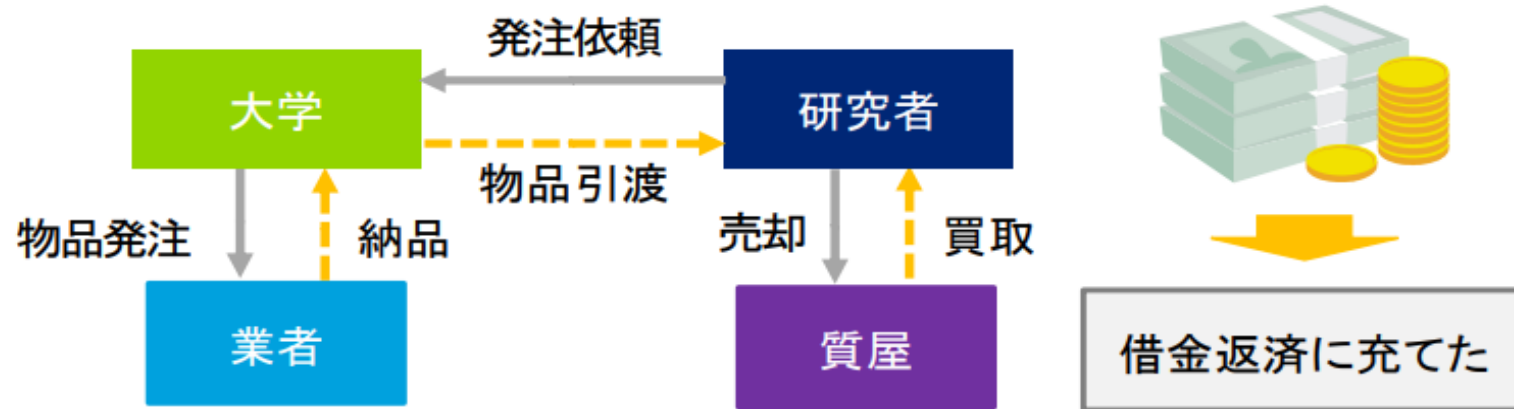 発注依頼
大学
研究者
物品引渡
物品発注
納品
売却
買取
業者
質屋
借金返済に充てた